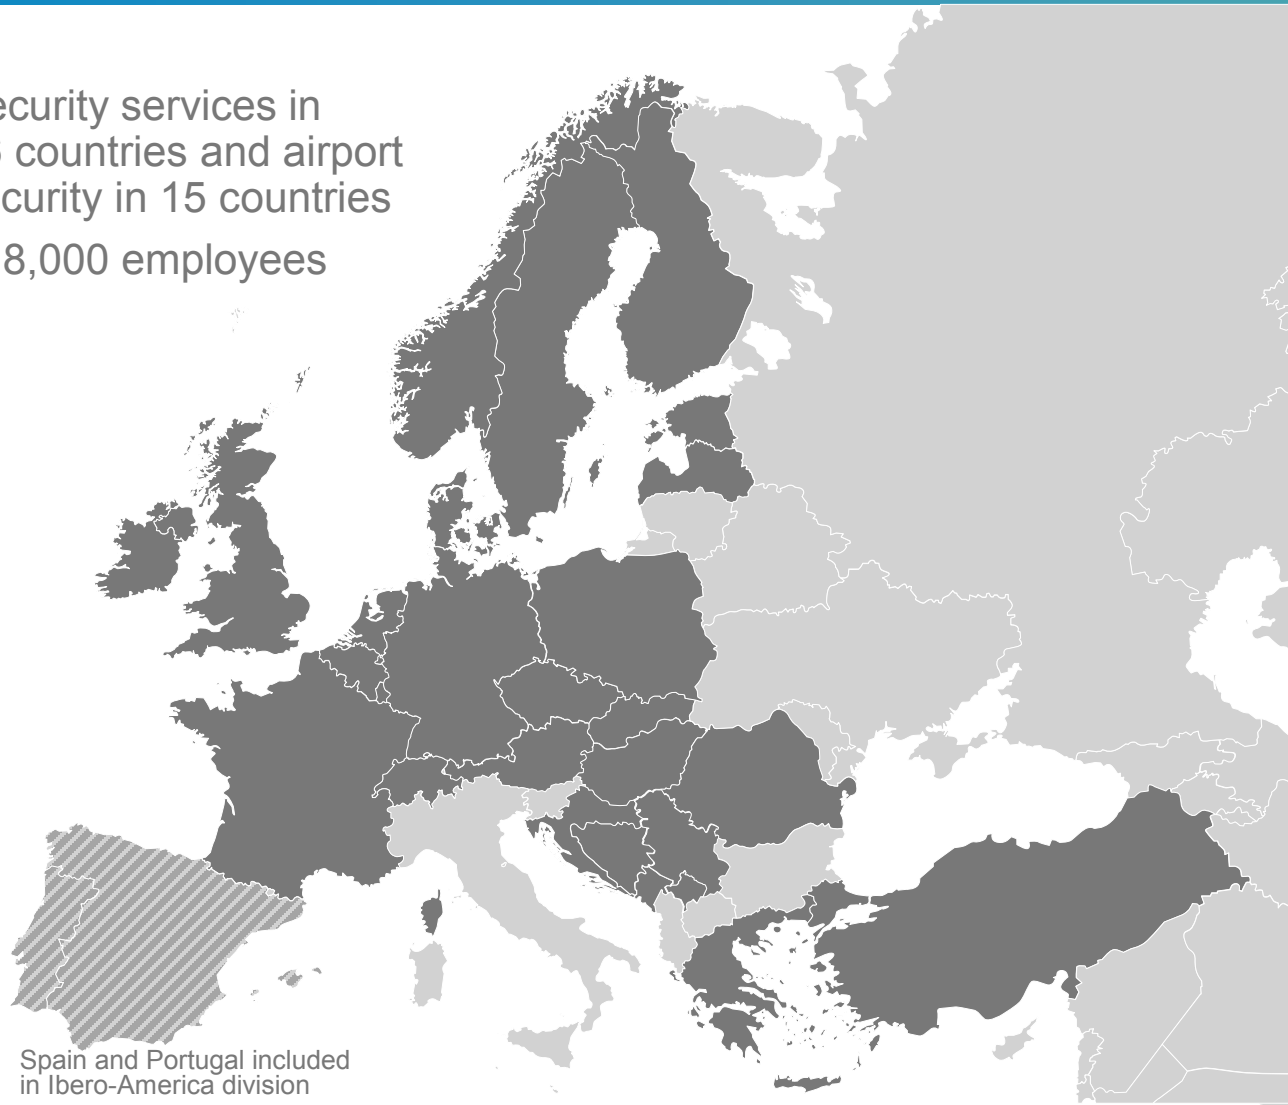 ecurity services in
countries and airport
curity in 15 countries
8,000 employees
Spain and Portugal included
in Ibero-America division